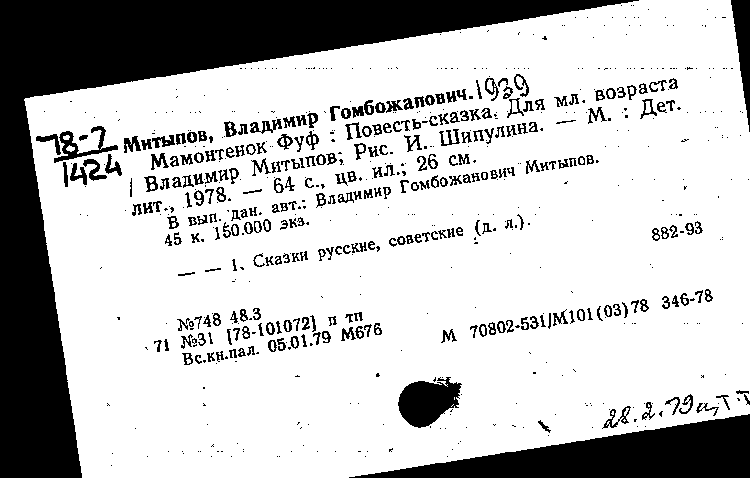 78-7
1424
Митыпов, Владимир Гомбожапович. 1939
Мамонтенок Фуф : Повесть-сказка. Для мл. возраста
/ Владимир Митыпов; Рис. И. Шипулина. — М. : Дет.
лит., 1978. — 64 с., цв. ил.; 26 см.
В вып. дан. авт.: Владимир Гомбожанович Митыпов.
45 к. 150.000 экз.
— — 1. Сказки русские, советские (д. л.).
882-93
№748 48.3
71 №31 [78-101072] п тп
Вс.кн.пал. 05.01.79 М676
М 70802-531/М101(03)78 346-78
28.2.79